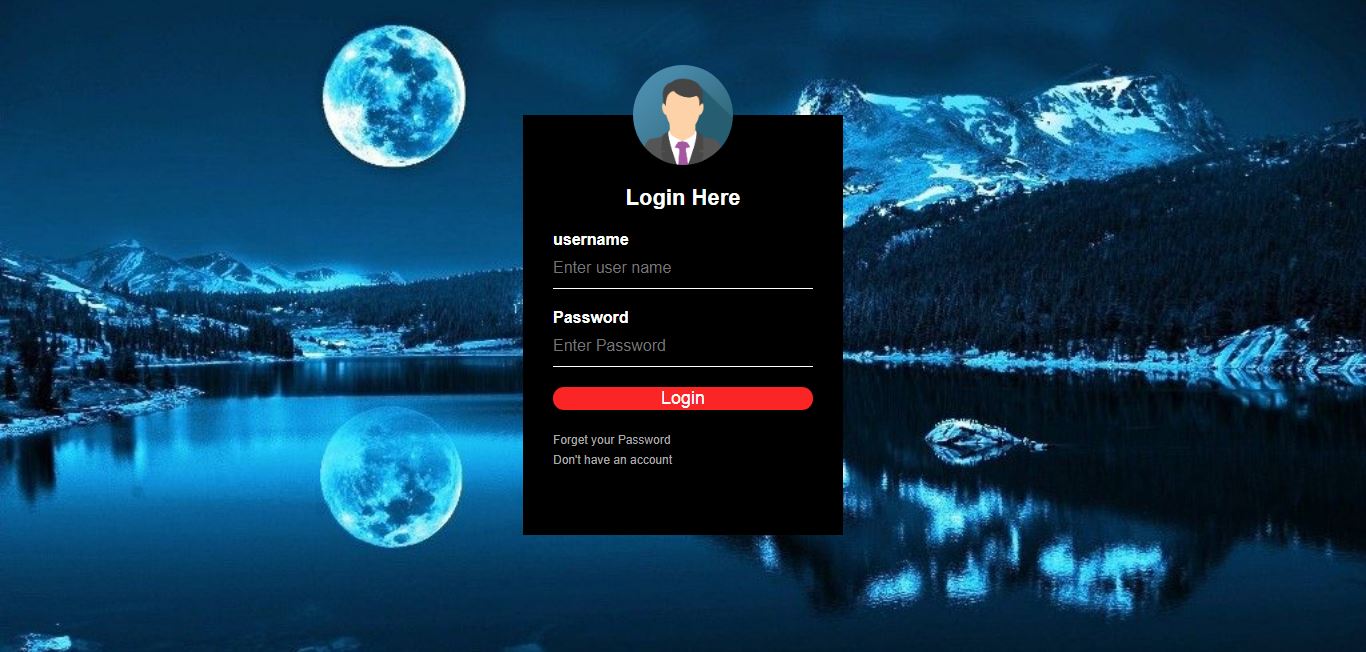 Login Here
username
Enter user name
Password
Enter Password
Login
Forget your Password
Don't have an account